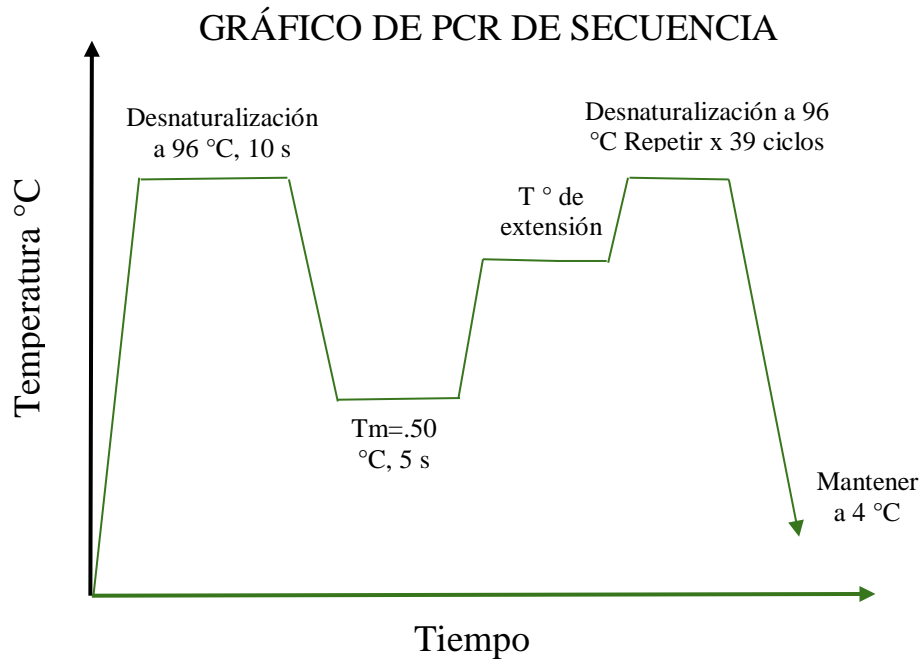 GRÁFICO DE PCR DE SECUENCIA
Desnaturalización
a 96 °C, 10 s
Desnaturalización a 96
°C Repetir x 39 ciclos
T ° de
extensión
Temperatura °C
Tm=.50
°C, 5 s
Mantener
a 4 °C
Tiempo